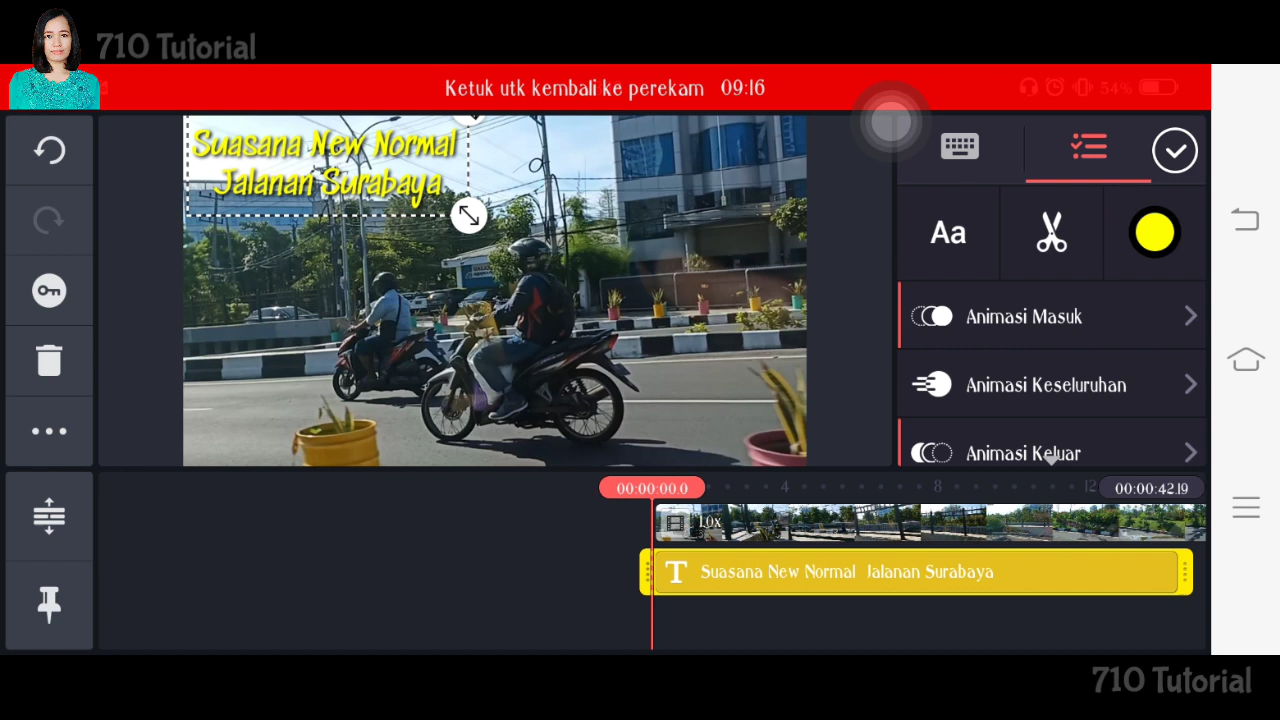 710 Tutorial
Ketuk utk kembali ke perekam 09:16
54%
Suasana New Normal
Jalanan Surabaya
Aa
Animasi Masuk
Animasi Keseluruhan
Animasi Keluar
00:00:00.0
4
8
12
00:00:42.19
1.0x
T Suasana New Normal Jalanan Surabaya
710 Tutorial